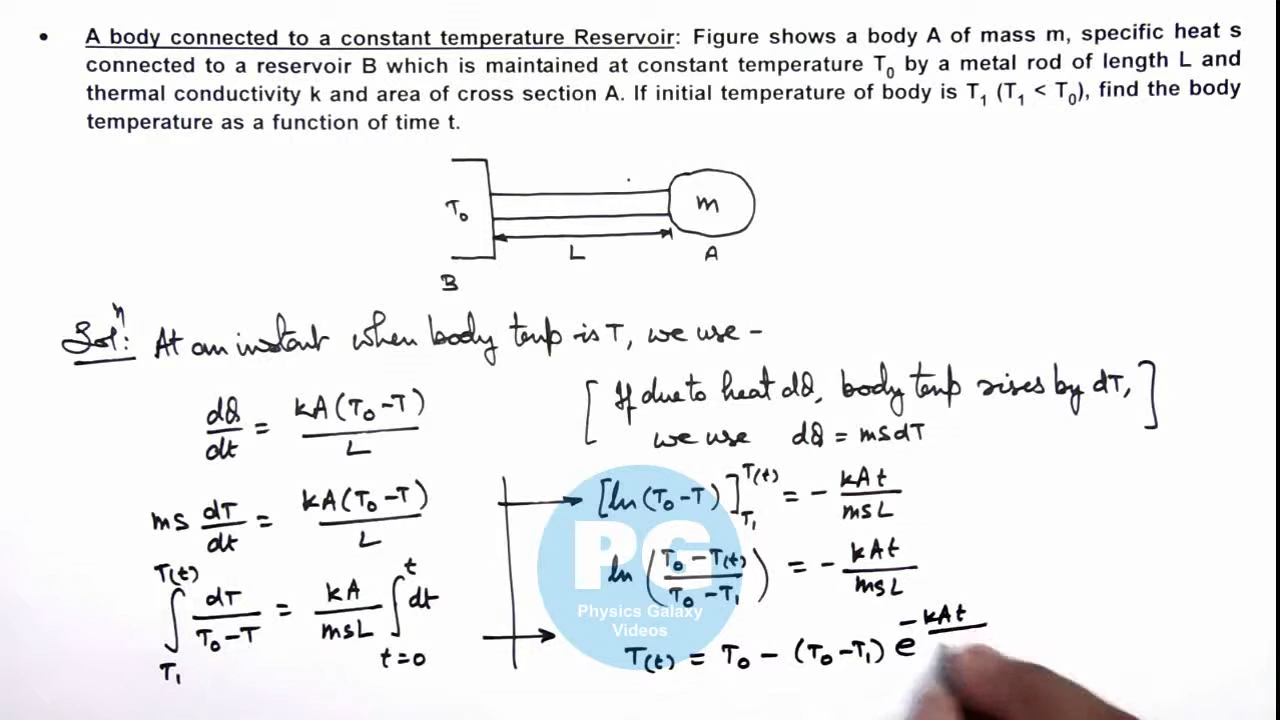 • A body connected to a constant temperature Reservoir: Figure shows a body A of mass m, specific heat s
connected to a reservoir B which is maintained at constant temperature T₀ by a metal rod of length L and
thermal conductivity k and area of cross section A. If initial temperature of body is T₁ (T₁ < T₀), find the body
temperature as a function of time t.
T₀
m
L
A
B
Solⁿ: At an instant when body temp is T, we use –
dQ/dt = kA(T₀-T)/L
[If due to heat dQ, body temp rises by dT,
we use dQ = msdT]
ms dT/dt = kA(T₀-T)/L
∫_{T₁}^{T(t)} dT/(T₀-T) = kA/msL ∫_{t=0}^{t} dt
[ln(T₀-T)]_{T₁}^{T(t)} = - kAt/msL
ln((T₀-T(t))/(T₀-T₁)) = - kAt/msL
T(t) = T₀ - (T₀-T₁) e^{-kAt/
PG
Physics Galaxy
Videos